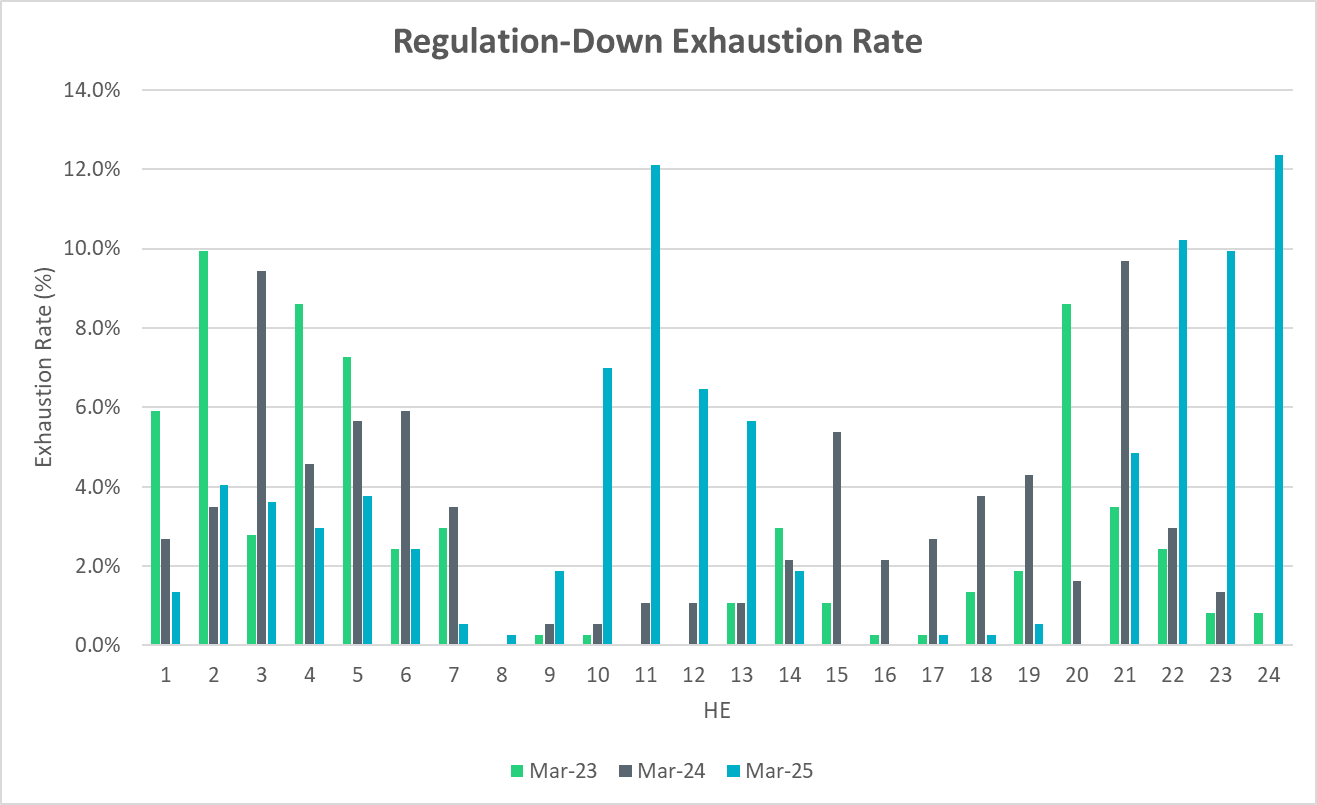 Regulation-Down Exhaustion Rate
14.0%
12.0%
10.0%
8.0%
6.0%
4.0%
2.0%
0.0%
Exhaustion Rate (%)
1 2 3 4 5 6 7 8 9 10 11 12 13 14 15 16 17 18 19 20 21 22 23 24
HE
Mar-23 Mar-24 Mar-25